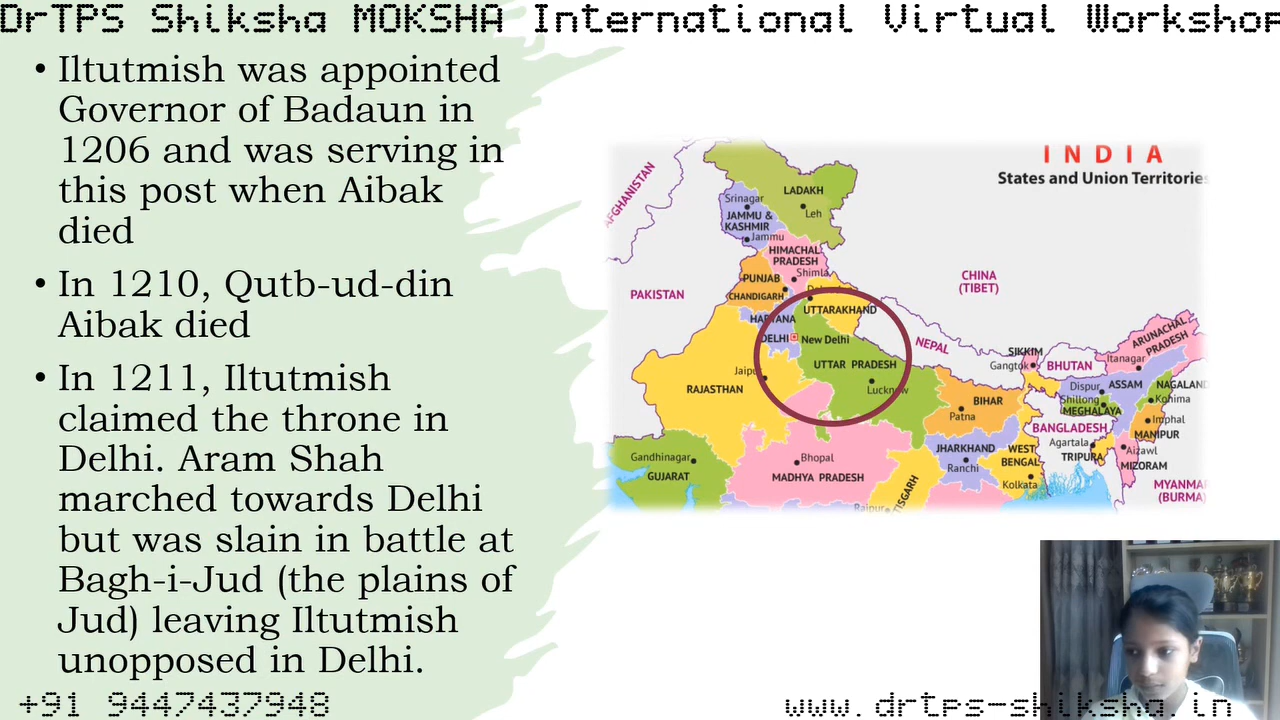 DrTPS Shiksha MOKSHA International Virtual Workshop
• Iltutmish was appointed
Governor of Badaun in
1206 and was serving in
this post when Aibak
died
• In 1210, Qutb-ud-din
Aibak died
• In 1211, Iltutmish
claimed the throne in
Delhi. Aram Shah
marched towards Delhi
but was slain in battle at
Bagh-i-Jud (the plains of
Jud) leaving Iltutmish
unopposed in Delhi.
INDIA
States and Union Territories
AFGHANISTAN
PAKISTAN
CHINA
(TIBET)
NEPAL
BHUTAN
BANGLADESH
MYANMAR
(BURMA)
LADAKH
Leh
Srinagar
JAMMU &
KASHMIR
Jammu
HIMACHAL
PRADESH
Shimla
PUNJAB
CHANDIGARH
UTTARAKHAND
HARYANA
DELHI
New Delhi
UTTAR PRADESH
Lucknow
Jaipur
RAJASTHAN
BIHAR
Patna
SIKKIM
Gangtok
ARUNACHAL
PRADESH
Itanagar
Dispur
ASSAM
NAGALAND
Kohima
Shillong
MEGHALAYA
Imphal
MANIPUR
Agartala
TRIPURA
Aizawl
MIZORAM
Gandhinagar
GUJARAT
Bhopal
MADHYA PRADESH
JHARKHAND
Ranchi
WEST
BENGAL
Kolkata
TISGARH
Raipur
+91 9447437948
www.drtps-shiksha.in